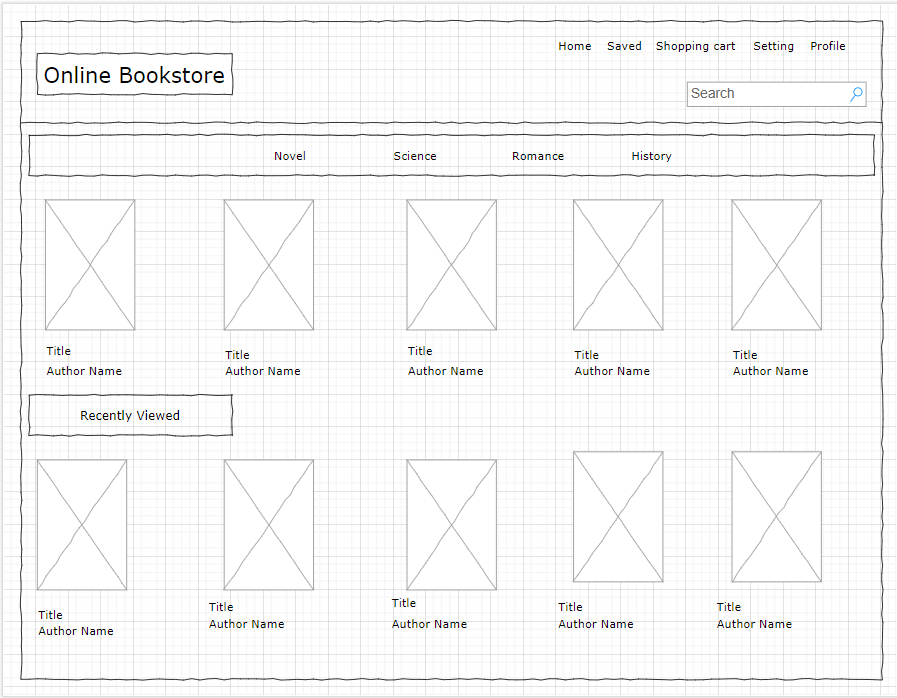 Home Saved Shopping cart Setting Profile
Online Bookstore
Search
Novel Science Romance History
Title Title Title Title Title
Author Name Author Name Author Name Author Name Author Name
Recently Viewed
Title Title Title Title Title
Author Name Author Name Author Name Author Name Author Name